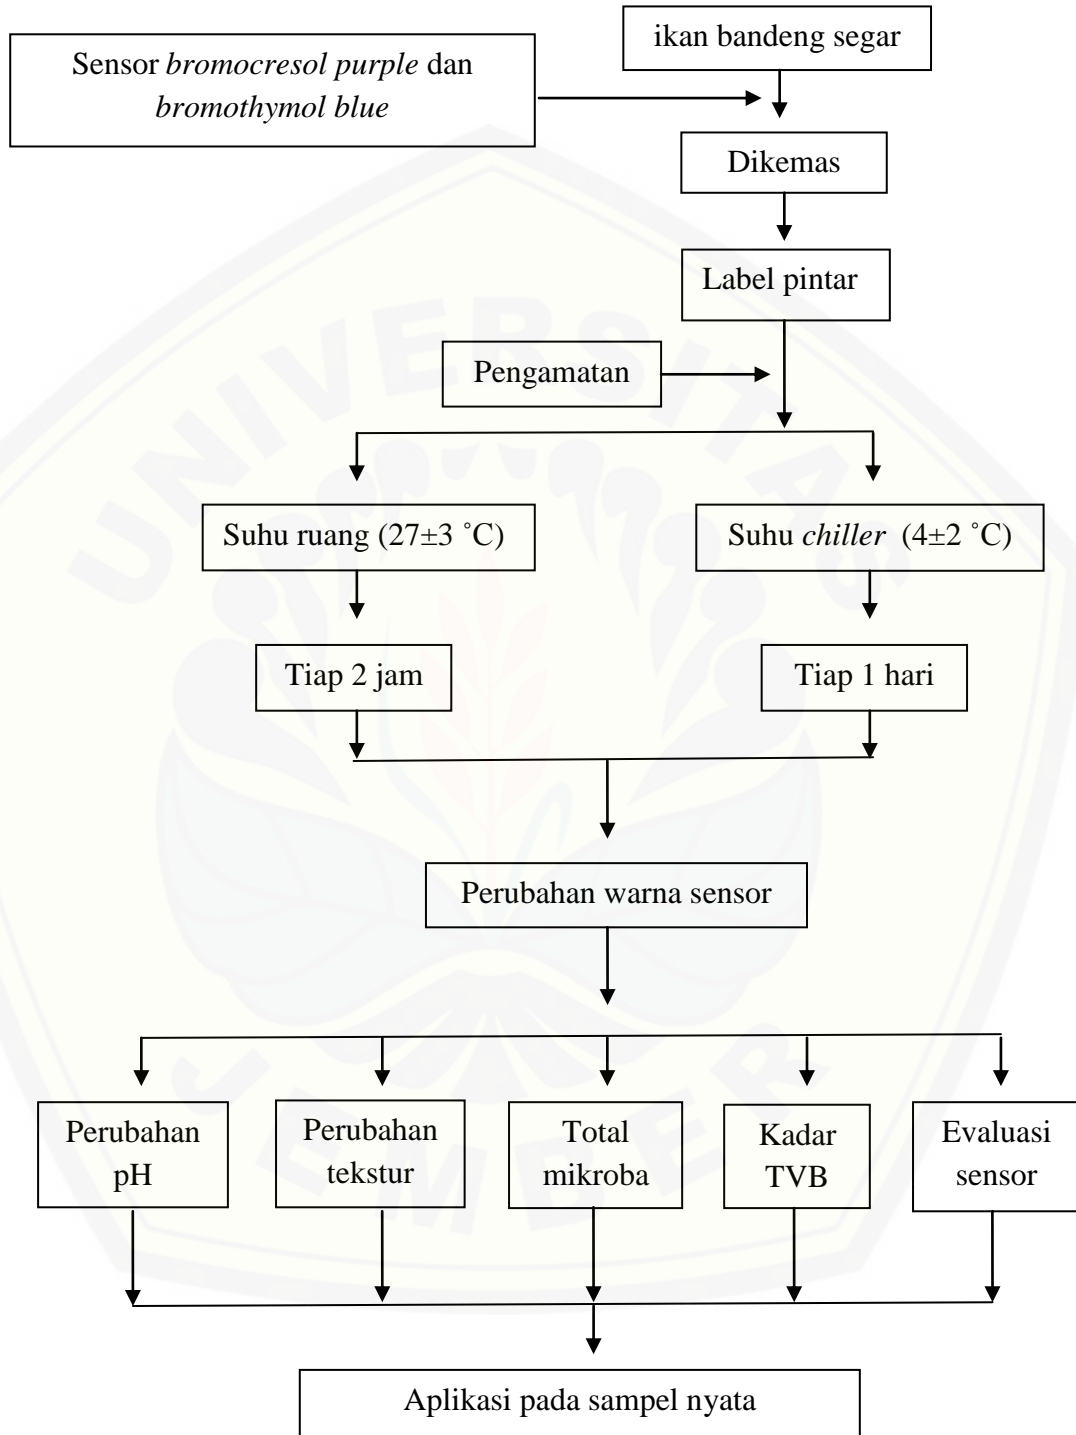 ikan bandeng segar
Sensor bromocresol purple dan
bromothymol blue
Dikemas
Label pintar
Pengamatan
Suhu ruang (27±3 ˚C)
Suhu chiller (4±2 ˚C)
Tiap 2 jam
Tiap 1 hari
Perubahan warna sensor
Perubahan
pH
Perubahan
tekstur
Total
mikroba
Kadar
TVB
Evaluasi
sensor
Aplikasi pada sampel nyata
UNIVERSITAS
JEMBER